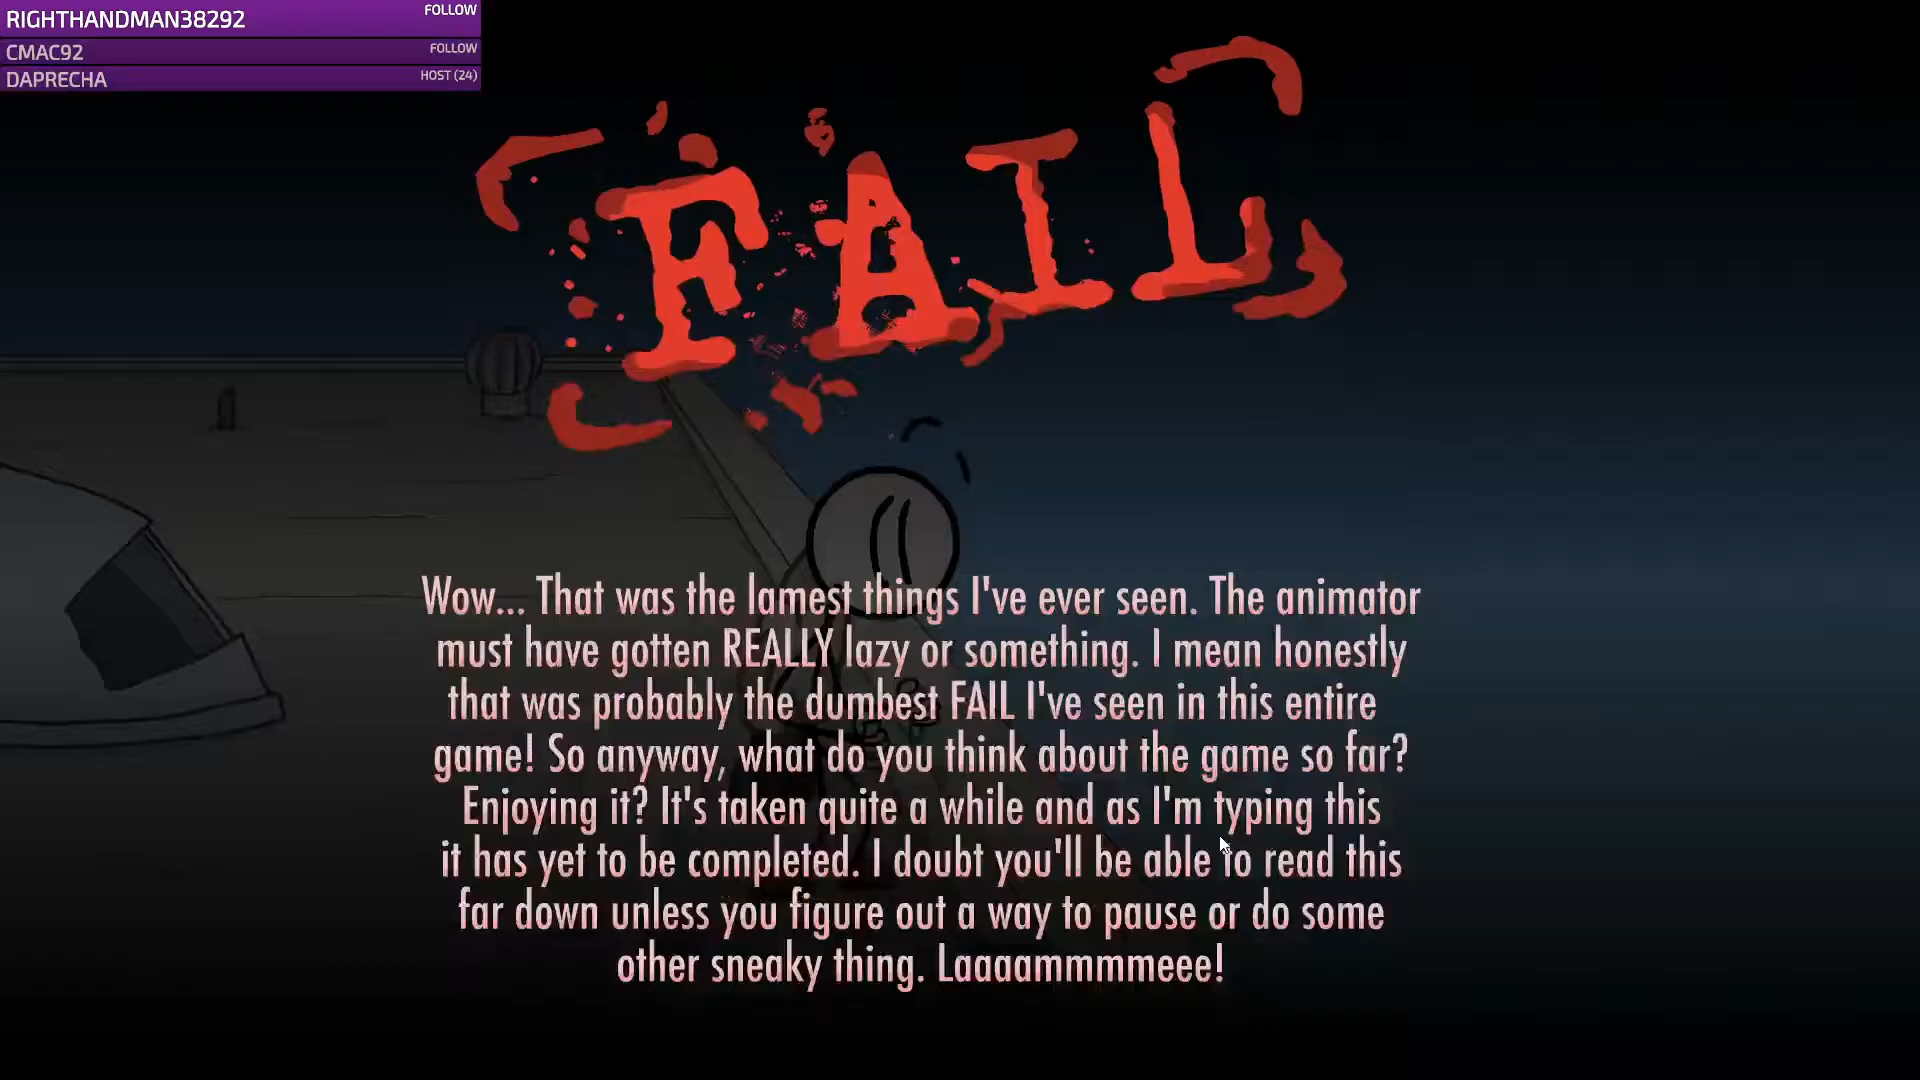 RIGHTHANDMAN38292 FOLLOW
CMAC92 FOLLOW
DAPRECHA HOST (24)
FAIL
Wow... That was the lamest things I've ever seen. The animator
must have gotten REALLY lazy or something. I mean honestly
that was probably the dumbest FAIL I've seen in this entire
game! So anyway, what do you think about the game so far?
Enjoying it? It's taken quite a while and as I'm typing this
it has yet to be completed. I doubt you'll be able to read this
far down unless you figure out a way to pause or do some
other sneaky thing. Laaaammmmeee!